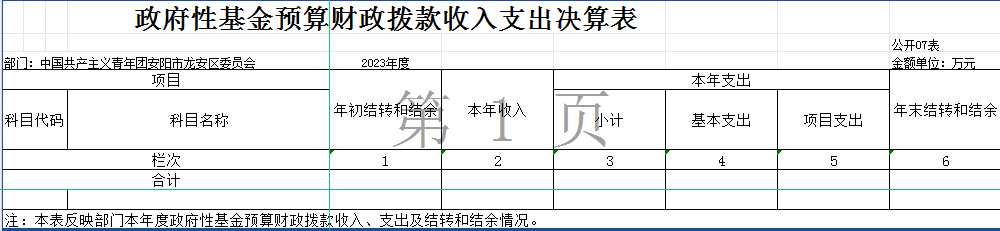 政府性基金预算财政拨款收入支出决算表
公开07表
部门：中国共产主义青年团安阳市龙安区委员会 2023年度 金额单位：万元
项目 年初结转和结余 本年收入 本年支出 年末结转和结余
科目代码 科目名称 小计 基本支出 项目支出
第 1 页
栏次 1 2 3 4 5 6
合计
注：本表反映部门本年度政府性基金预算财政拨款收入、支出及结转和结余情况。